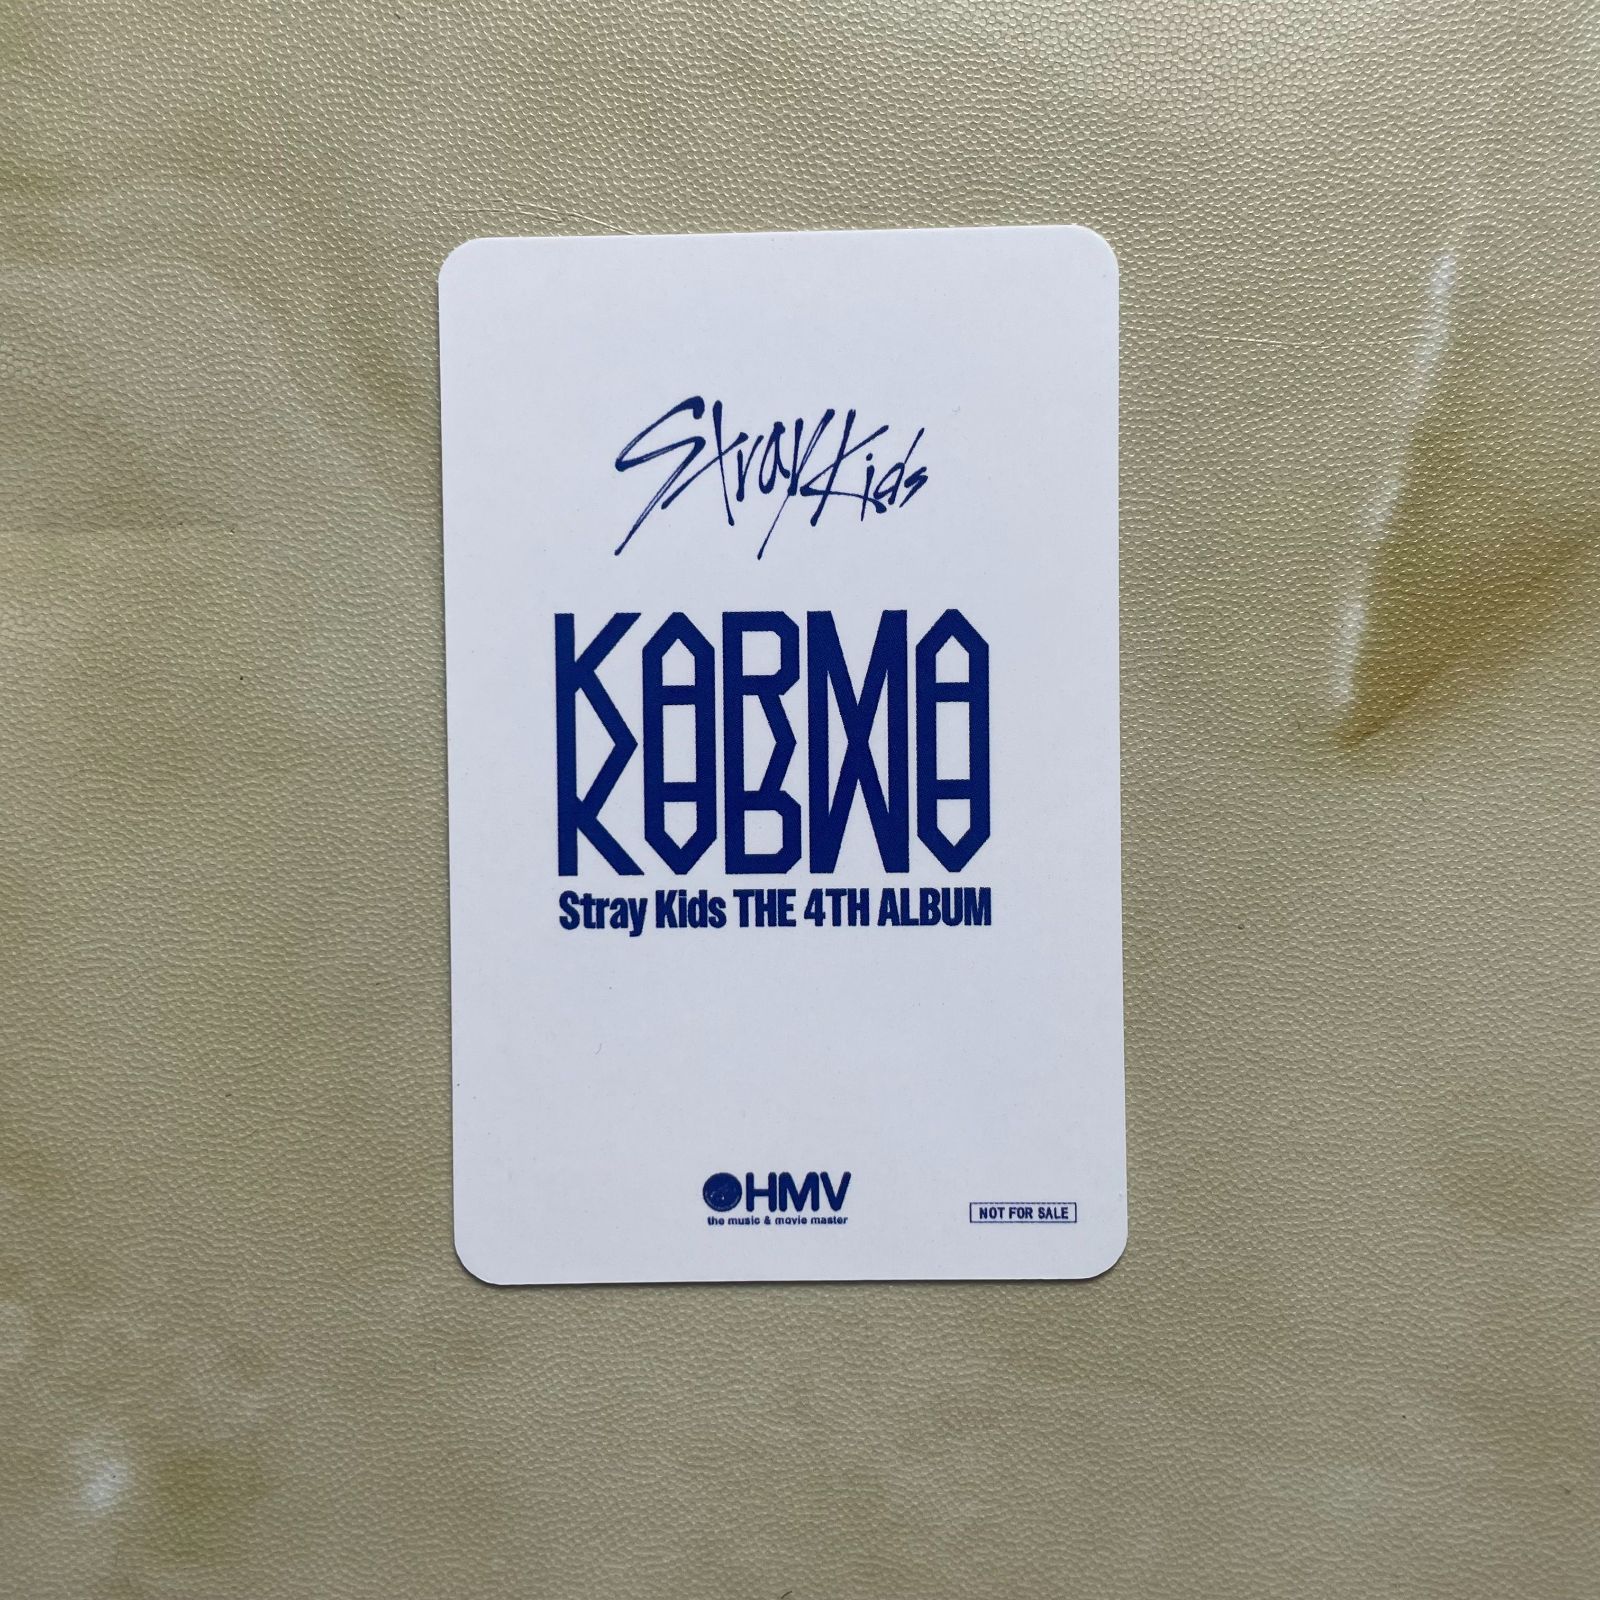 Stray Kids
KARMA
Stray Kids THE 4TH ALBUM
HMV
the music & movie master
NOT FOR SALE